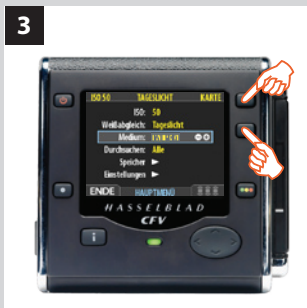 3
ISO 50 TAGESLICHT KARTE
ISO: 50
Weißabgleich: Tageslicht
Medium:
Durchsuchen: Alle
Speicher
Einstellungen
ENDE HAUPTMENÜ
HASSELBLAD
CFV
i